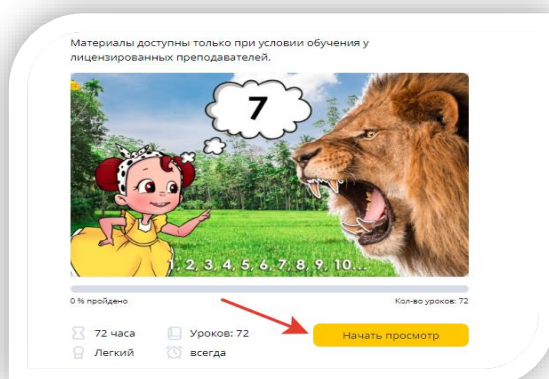 Материалы доступны только при условии обучения у
лицензированных преподавателей.
7
1, 2, 3, 4, 5, 6, 7, 8, 9, 10...
0 % пройдено
Кол-во уроков: 72
72 часа
Уроков: 72
Начать просмотр
Легкий
всегда